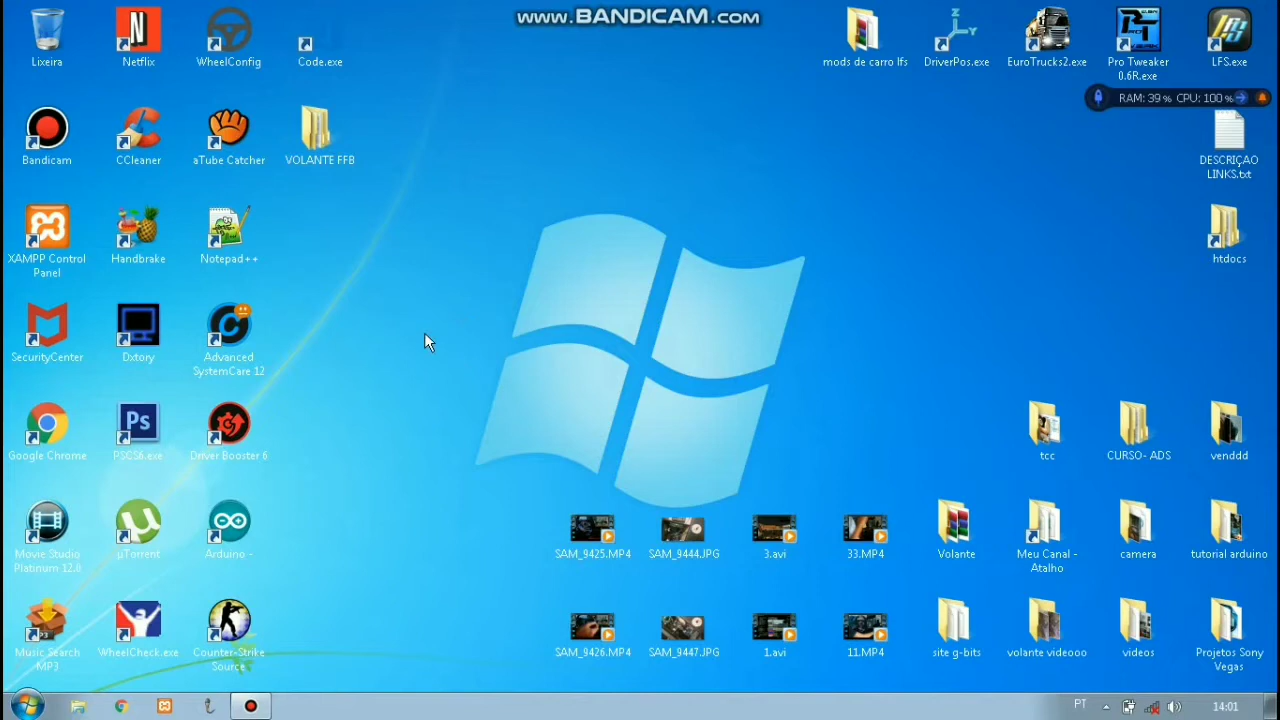 www.BANDICAM.com
Lixeira
Netflix
WheelConfig
Code.exe
mods de carro lfs
DriverPos.exe
EuroTrucks2.exe
Pro Tweaker
0.6R.exe
LFS.exe
RAM: 39% CPU: 100%
Bandicam
CCleaner
aTube Catcher
VOLANTE FFB
DESCRIÇAO
LINKS.txt
XAMPP Control
Panel
Handbrake
Notepad++
htdocs
SecurityCenter
Dxtory
Advanced
SystemCare 12
Google Chrome
Ps
PSCS6.exe
Driver Booster 6
tcc
CURSO- ADS
venddd
Movie Studio
Platinum 12.0
µTorrent
Arduino -
SAM_9425.MP4
SAM_9444.JPG
3.avi
33.MP4
Volante
Meu Canal -
Atalho
camera
tutorial arduino
Music Search
MP3
WheelCheck.exe
Counter-Strike
Source
SAM_9426.MP4
SAM_9447.JPG
1.avi
11.MP4
site g-bits
volante videooo
videos
Projetos Sony
Vegas
PT
14:01